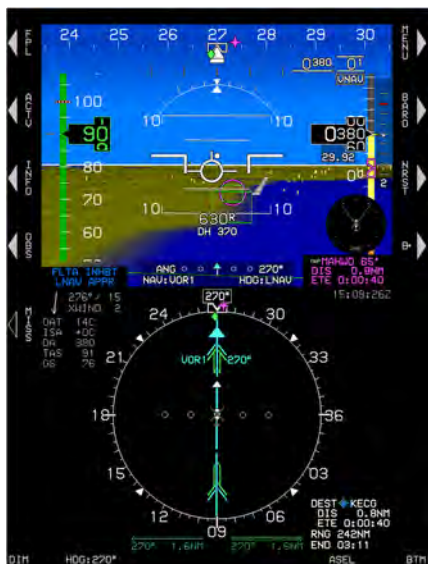 24 25 26 27 28 29 30
FPL
MENU
0380 01
VNAV
ACTV
100
BARO
10 10
90
0380
80
29.92
INFO
NRST
70
2
10 10
630R
60
DH 370
OBS
B+
FLTA INHBT
LNAV APPR
ANG 270°
NAV:VOR1 HDG:LNAV
MAHWO 65'
DIS 0.8NM
ETE 0:00:40
276°/ 15
XWIND 2
15:09:26Z
270°
OAT 14C
ISA +0C
DA 380
TAS 91
GS 76
24 30
21 33
VOR1 270°
18 36
15 03
12 06
09
DEST KECG
DIS 0.8NM
ETE 0:00:40
RNG 242NM
END 03:11
270° 1.6NM 270° 1.6NM
DIM HDG:270° ASEL BTM